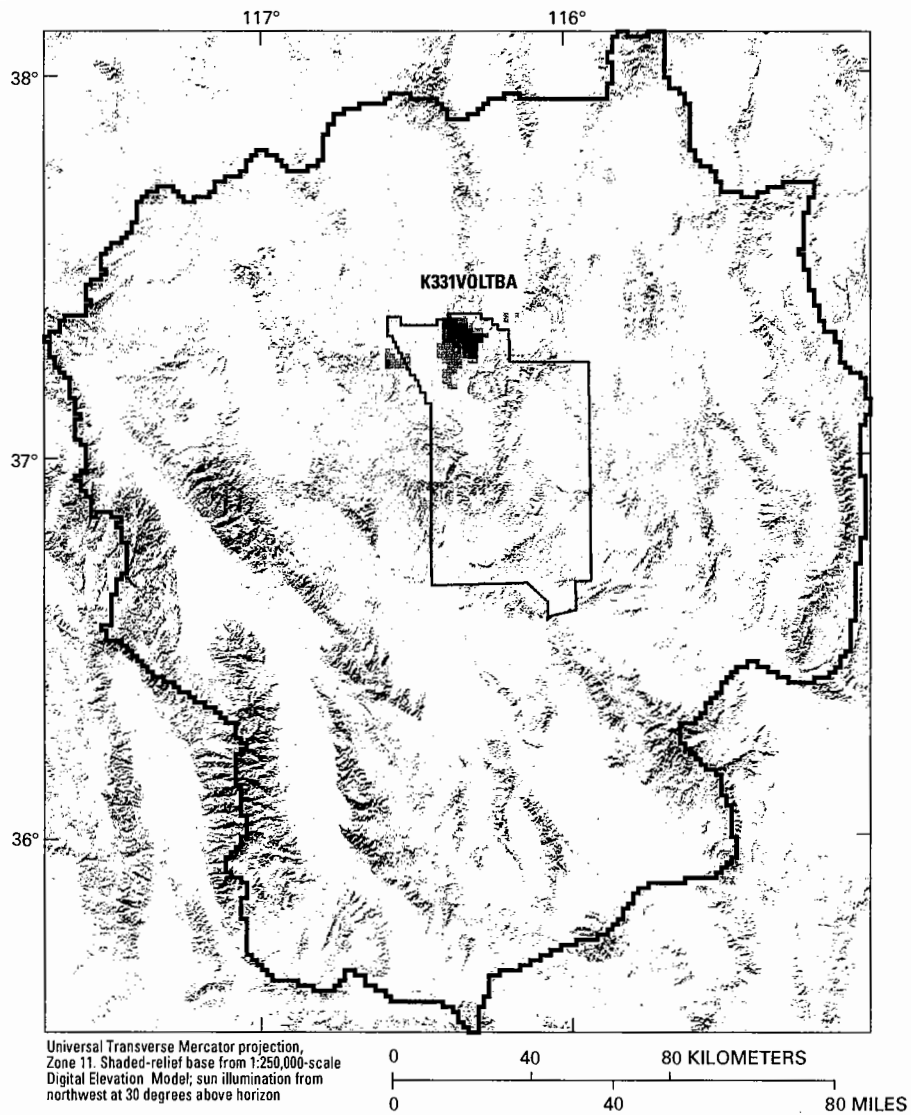 117° 116°
38°
K331VOLTBA
37°
36°
Universal Transverse Mercator projection,
Zone 11. Shaded-relief base from 1:250,000-scale
Digital Elevation Model; sun illumination from
northwest at 30 degrees above horizon
0 40 80 KILOMETERS
0 40 80 MILES